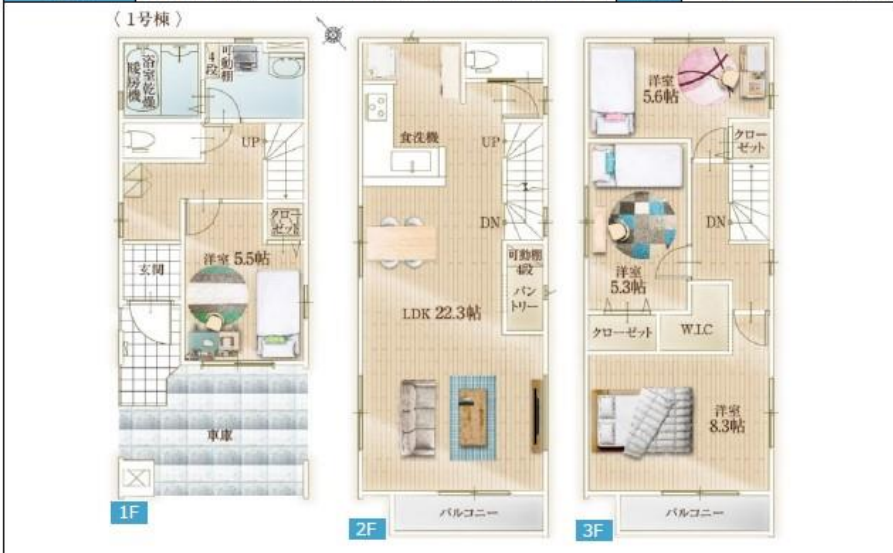 〈 1号棟 〉
浴室乾燥
暖房機
可動棚
4段
UP
クロー
ゼット
洋室 5.5帖
玄関
車庫
1F
食洗機
UP
DN
可動棚
4段
パン
トリー
LDK 22.3帖
バルコニー
2F
洋室
5.6帖
クロー
ゼット
DN
洋室
5.3帖
クローゼット
W.I.C
洋室
8.3帖
バルコニー
3F